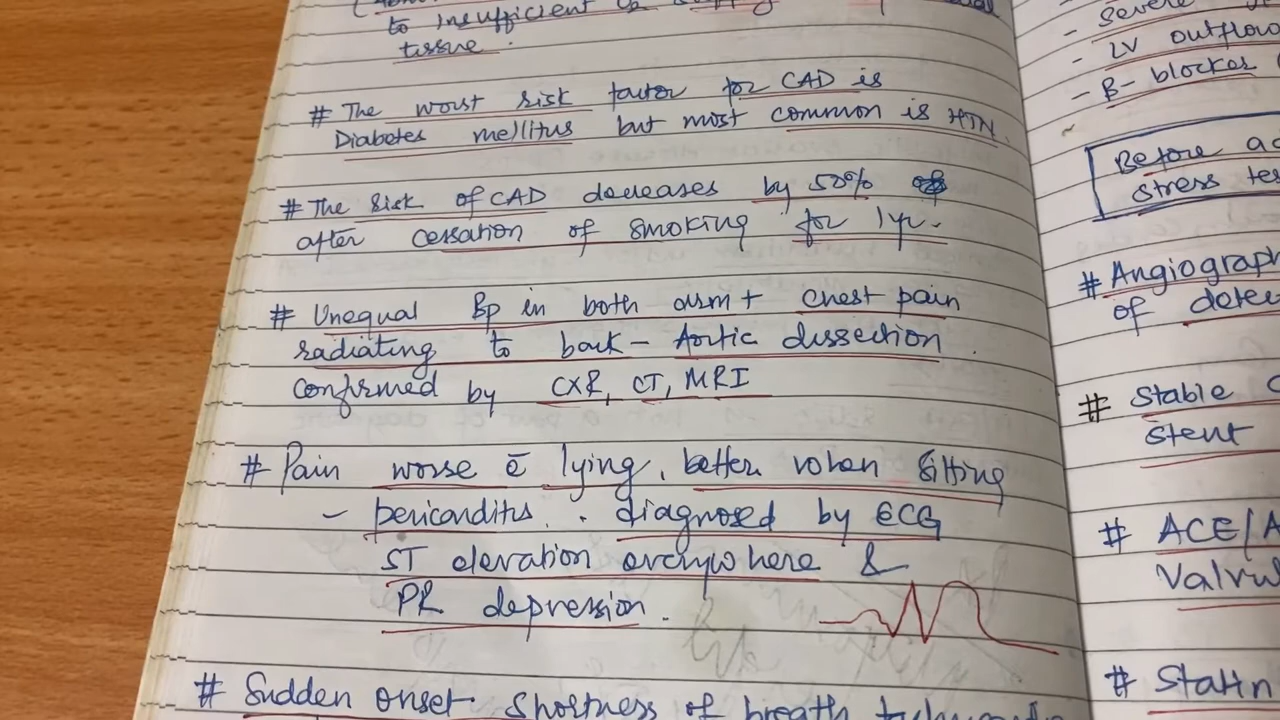 to insufficient
tissue.
# The worst risk factor for CAD is
Diabetes mellitus but most common is HTN.
# The risk of CAD decreases by 50%
after cessation of smoking for 1yr.
# Unequal Bp in both arm + chest pain
radiating to back - Aortic dissection.
confirmed by CXR, CT, MRI
# Pain worse c̄ lying, better when sitting
- pericarditis. . diagnosed by ECG
ST elevation everywhere &
PR depression.
# Sudden onset shortness of breath
- severe
- LV outflow
- B-blocker
Before
stress tes
# Angiograph
of detec
# Stable
stent
# ACE/A
Valvul
# Statin